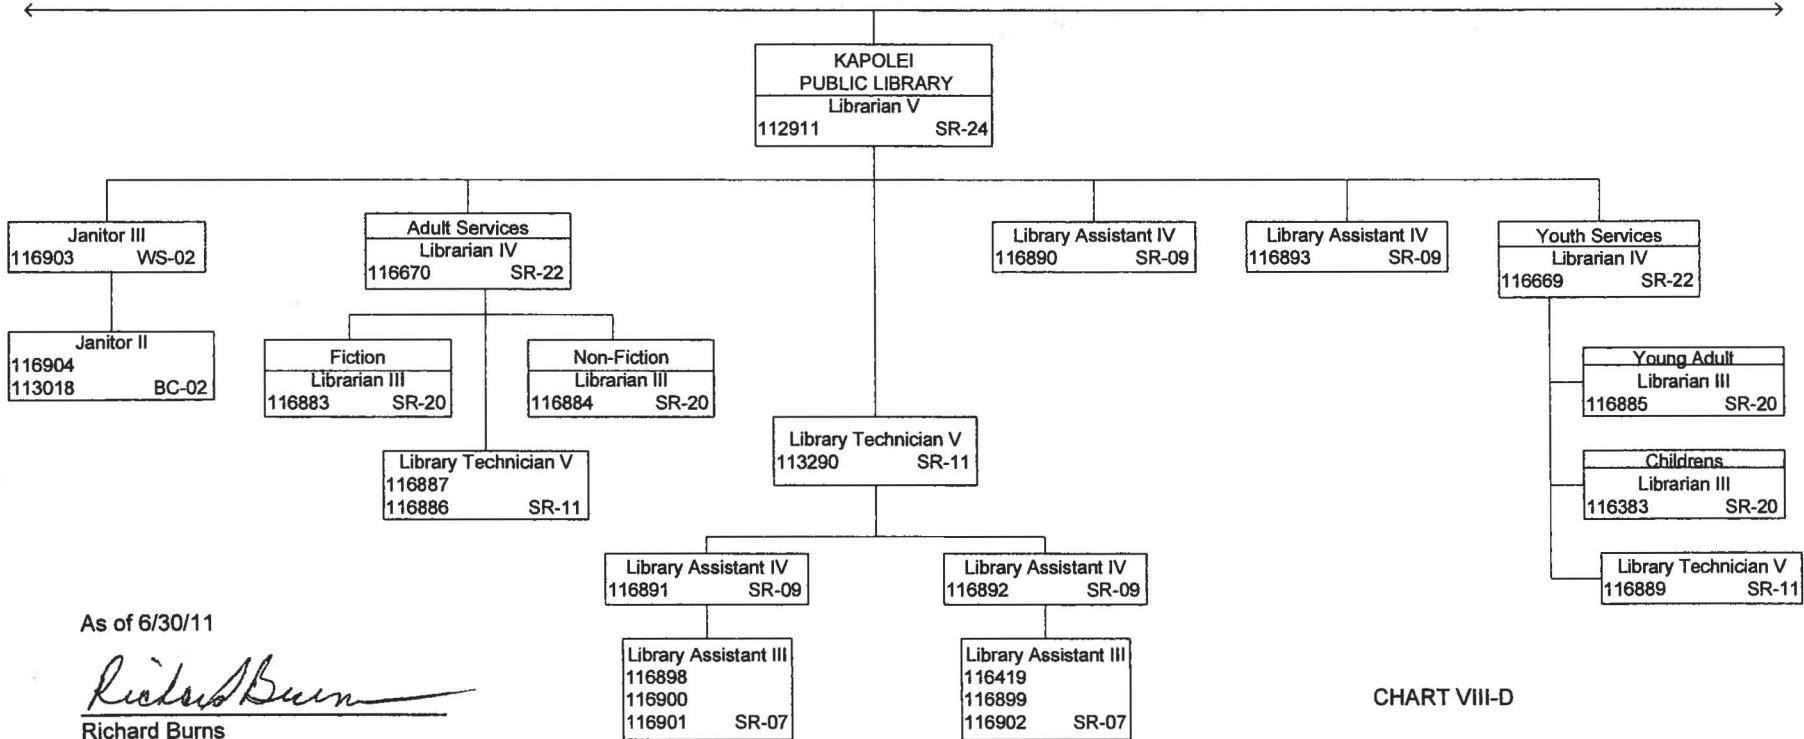 KAPOLEI
PUBLIC LIBRARY
Librarian V
112911 SR-24
Janitor III
116903 WS-02
Janitor II
116904
113018 BC-02
Adult Services
Librarian IV
116670 SR-22
Fiction
Librarian III
116883 SR-20
Non-Fiction
Librarian III
116884 SR-20
Library Technician V
116887
116886 SR-11
Library Technician V
113290 SR-11
Library Assistant IV
116891 SR-09
Library Assistant III
116898
116900
116901 SR-07
Library Assistant IV
116892 SR-09
Library Assistant III
116419
116899
116902 SR-07
Library Assistant IV
116890 SR-09
Library Assistant IV
116893 SR-09
Youth Services
Librarian IV
116669 SR-22
Young Adult
Librarian III
116885 SR-20
Childrens
Librarian III
116383 SR-20
Library Technician V
116889 SR-11
As of 6/30/11
Richard Burns
Richard Burns
CHART VIII-D